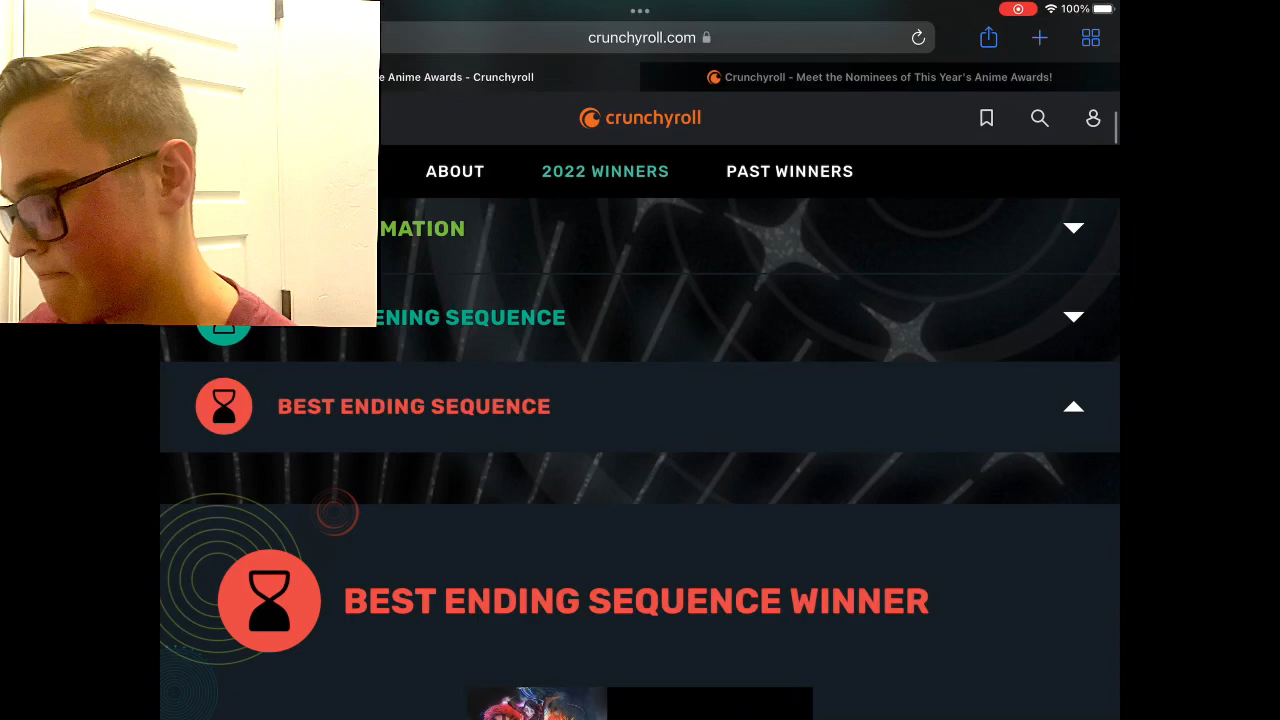 100%
crunchyroll.com
e Anime Awards - Crunchyroll
Crunchyroll - Meet the Nominees of This Year's Anime Awards!
crunchyroll
ABOUT 2022 WINNERS PAST WINNERS
MATION
ENING SEQUENCE
BEST ENDING SEQUENCE
BEST ENDING SEQUENCE WINNER